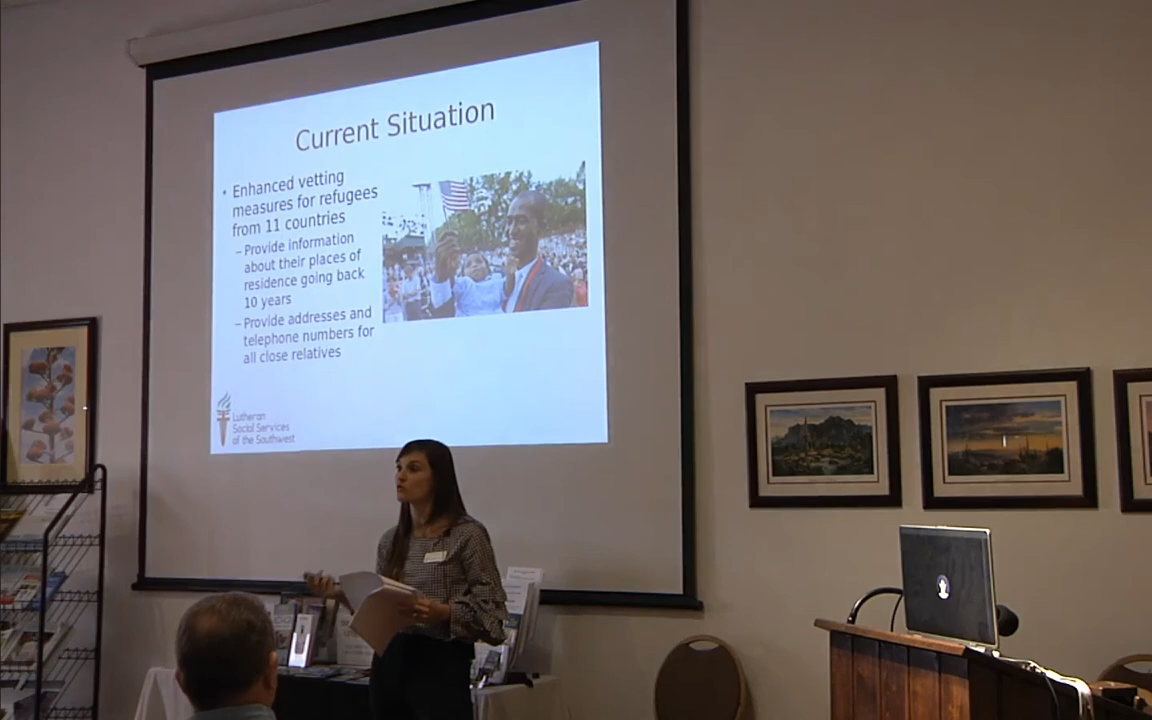 Current Situation
• Enhanced vetting
measures for refugees
from 11 countries
– Provide information
about their places of
residence going back
10 years
– Provide addresses and
telephone numbers for
all close relatives
Lutheran
Social Services
of the Southwest